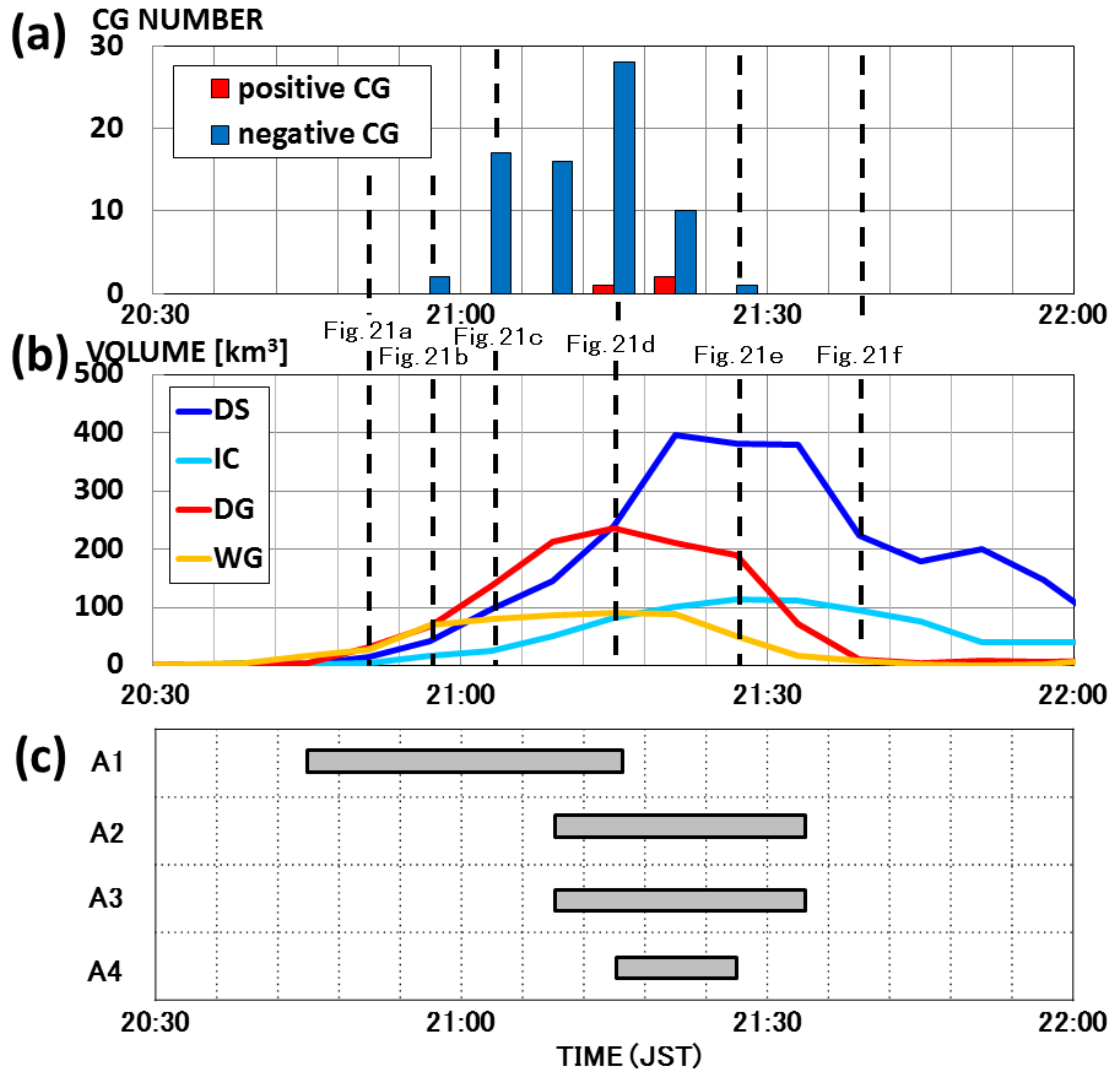 (a) CG NUMBER
30
20
10
0
positive CG
negative CG
20:30 21:00 21:30 22:00
Fig.21a
Fig.21b
Fig.21c
Fig.21d
Fig.21e
Fig.21f
(b) VOLUME [km³]
500
400
300
200
100
0
DS
IC
DG
WG
20:30 21:00 21:30 22:00
(c)
A1
A2
A3
A4
20:30 21:00 21:30 22:00
TIME (JST)